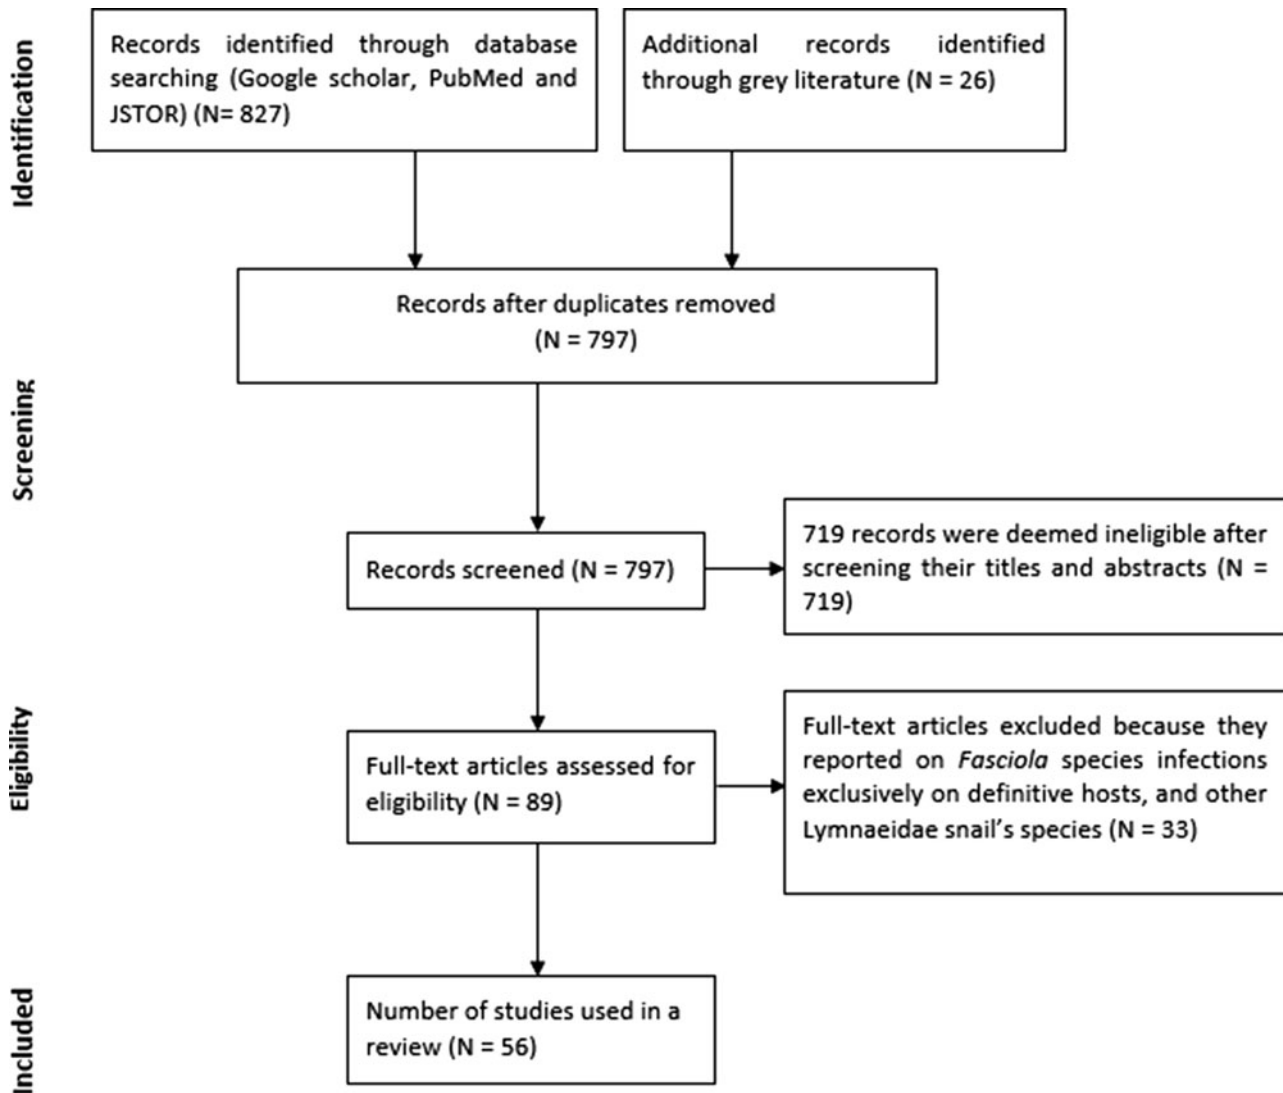 Identification
Records identified through database
searching (Google scholar, PubMed and
JSTOR) (N= 827)
Additional records identified
through grey literature (N = 26)
Records after duplicates removed
(N = 797)
Screening
Records screened (N = 797)
719 records were deemed ineligible after
screening their titles and abstracts (N =
719)
Eligibility
Full-text articles assessed for
eligibility (N = 89)
Full-text articles excluded because they
reported on Fasciola species infections
exclusively on definitive hosts, and other
Lymnaeidae snail’s species (N = 33)
Included
Number of studies used in a
review (N = 56)